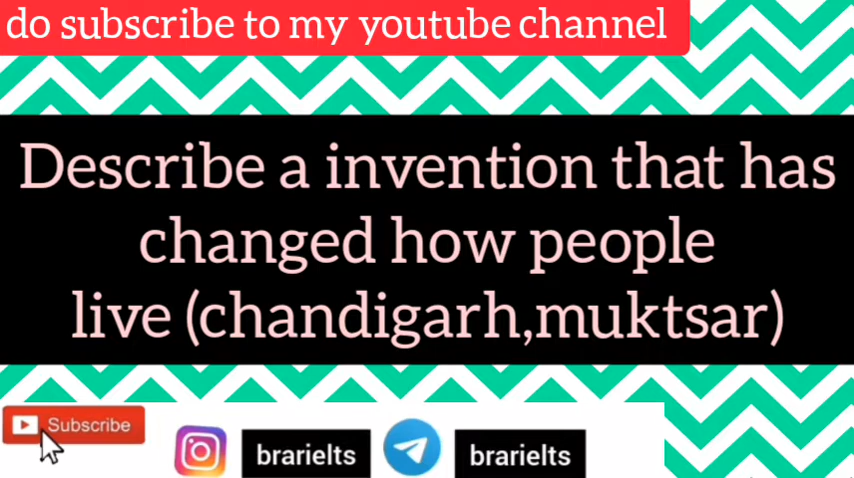 do subscribe to my youtube channel
Describe a invention that has
changed how people
live (chandigarh,muktsar)
Subscribe
brarielts
brarielts